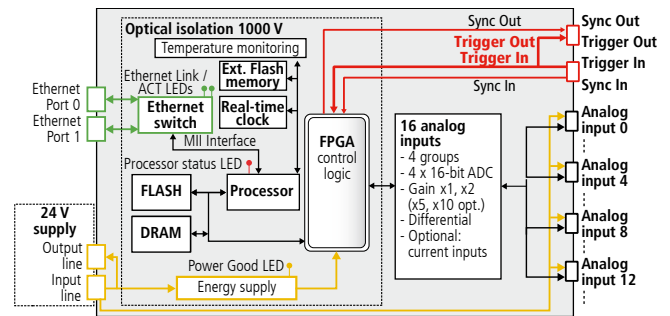 Optical isolation 1000 V
Temperature monitoring
Ext. Flash
memory
Real-time
clock
Ethernet Link /
ACT LEDs
Ethernet
switch
Ethernet
Port 0
Ethernet
Port 1
MII Interface
Processor status LED
FLASH
Processor
DRAM
FPGA
control
logic
24 V
supply
Output
line
Input
line
Power Good LED
Energy supply
Sync Out
Trigger Out
Trigger In
Sync In
16 analog
inputs
- 4 groups
- 4 x 16-bit ADC
- Gain x1, x2
(x5, x10 opt.)
- Differential
- Optional:
current inputs
Sync Out
Trigger Out
Trigger In
Sync In
Analog
input 0
Analog
input 4
Analog
input 8
Analog
input 12